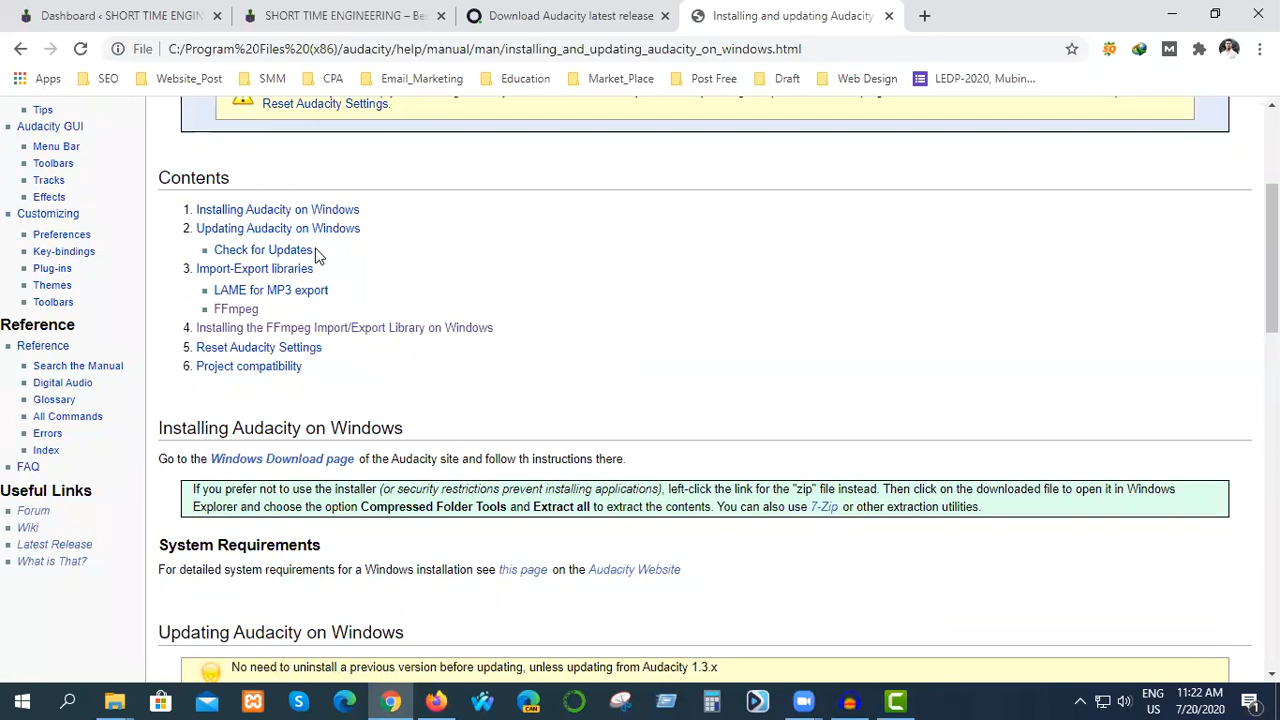 Dashboard ‹ SHORT TIME ENGIN
SHORT TIME ENGINEERING – Be
Download Audacity latest release
Installing and updating Audacity
File
C:/Program%20Files%20(x86)/audacity/help/manual/man/installing_and_updating_audacity_on_windows.html
Apps
SEO
Website_Post
SMM
CPA
Email_Marketing
Education
Market_Place
Post Free
Draft
Web Design
LEDP-2020, Mubin...
Tips
Audacity GUI
Menu Bar
Toolbars
Tracks
Effects
Customizing
Preferences
Key-bindings
Plug-ins
Themes
Toolbars
Reference
Reference
Search the Manual
Digital Audio
Glossary
All Commands
Errors
Index
FAQ
Useful Links
Forum
Wiki
Latest Release
What is That?
Reset Audacity Settings.
Contents
1. Installing Audacity on Windows
2. Updating Audacity on Windows
Check for Updates
3. Import-Export libraries
LAME for MP3 export
FFmpeg
4. Installing the FFmpeg Import/Export Library on Windows
5. Reset Audacity Settings
6. Project compatibility
Installing Audacity on Windows
Go to the Windows Download page of the Audacity site and follow th instructions there.
If you prefer not to use the installer (or security restrictions prevent installing applications), left-click the link for the "zip" file instead. Then click on the downloaded file to open it in Windows
Explorer and choose the option Compressed Folder Tools and Extract all to extract the contents. You can also use 7-Zip or other extraction utilities.
System Requirements
For detailed system requirements for a Windows installation see this page on the Audacity Website
Updating Audacity on Windows
No need to uninstall a previous version before updating, unless updating from Audacity 1.3.x
ENG
US
11:22 AM
7/20/2020